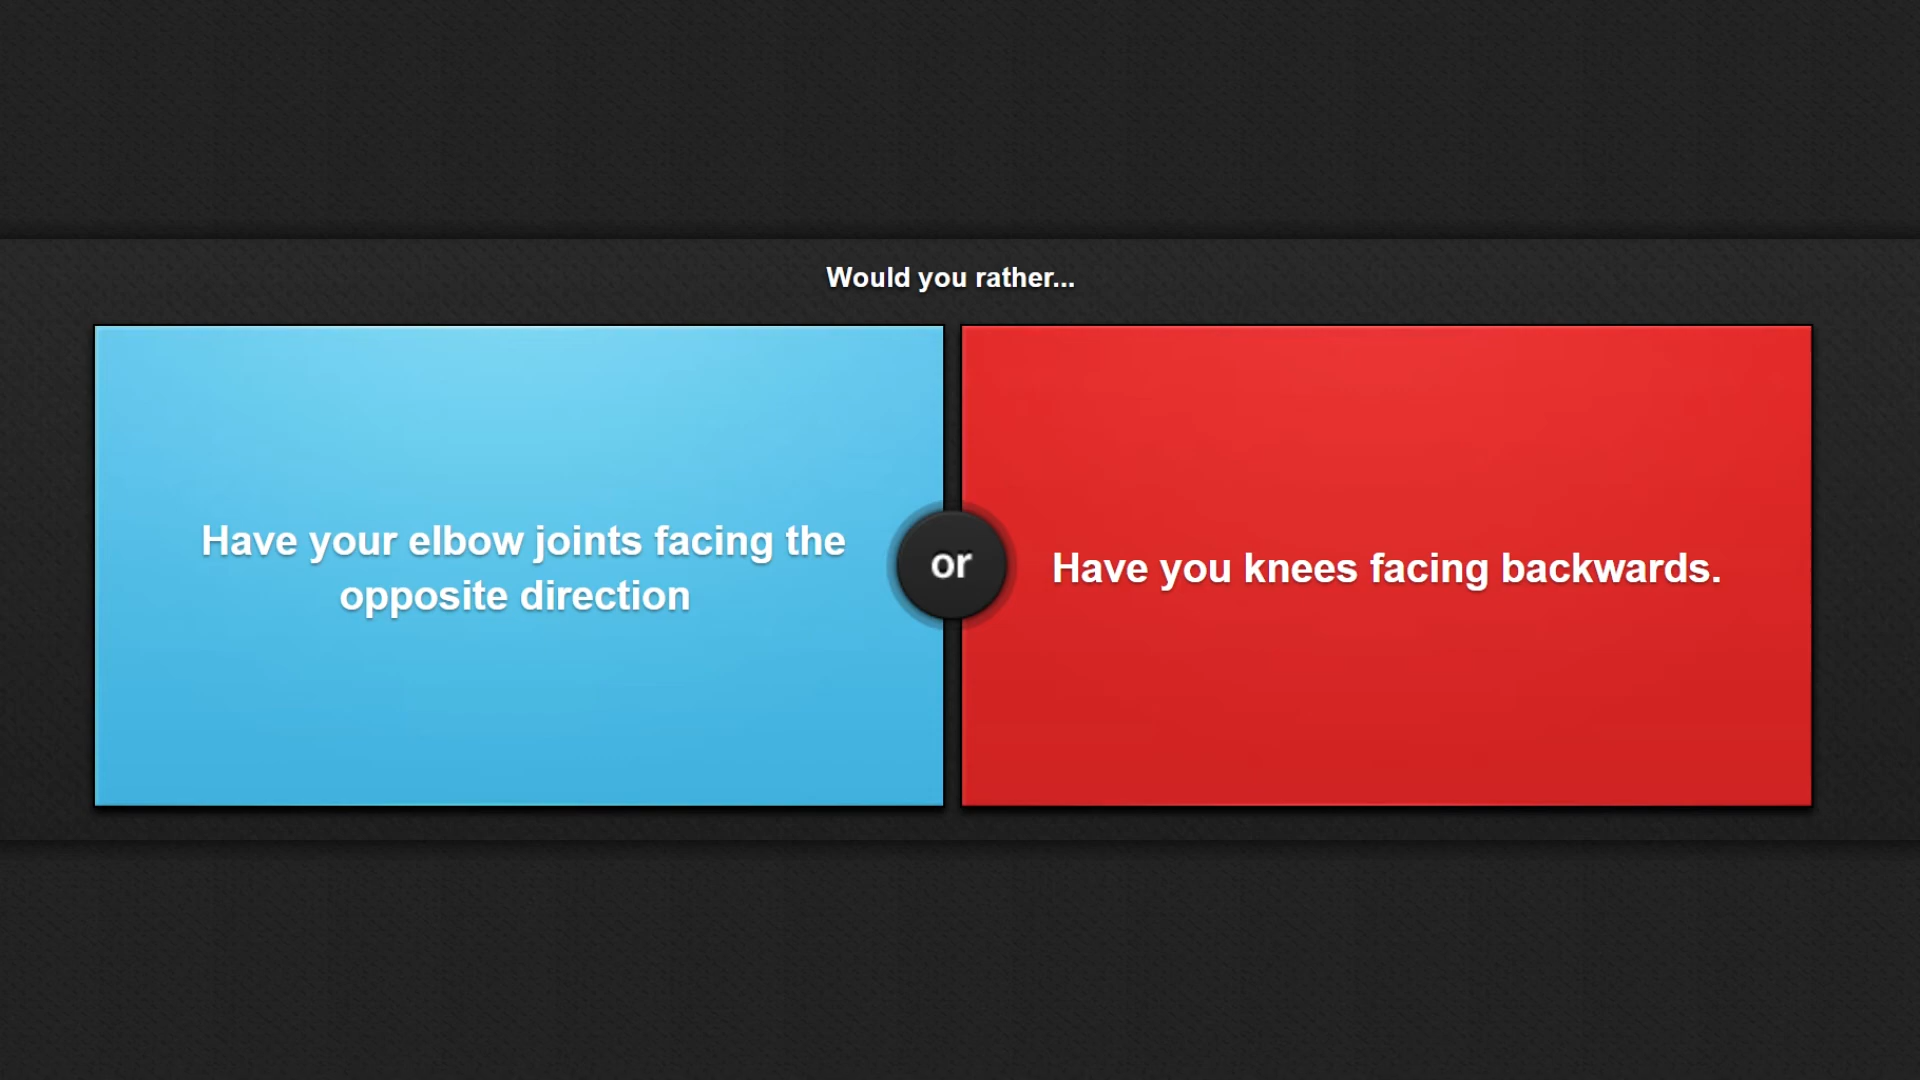 Would you rather...
Have your elbow joints facing the
opposite direction
or
Have you knees facing backwards.